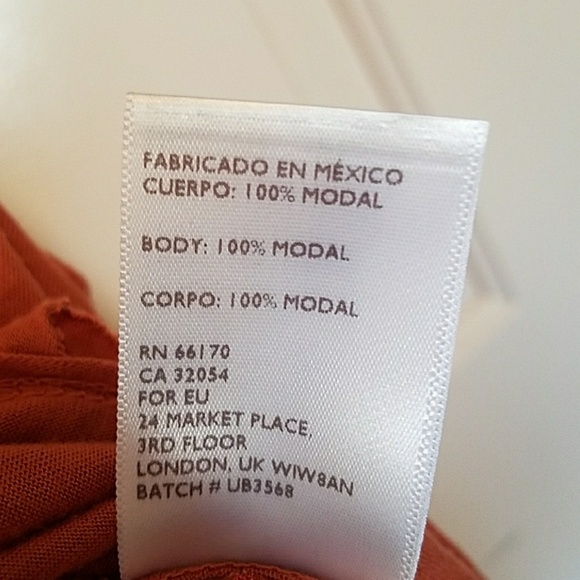 FABRICADO EN MÉXICO
CUERPO: 100% MODAL
BODY: 100% MODAL
CORPO: 100% MODAL
RN 66170
CA 32054
FOR EU
24 MARKET PLACE,
3RD FLOOR
LONDON, UK W1W8AN
BATCH # UB3568